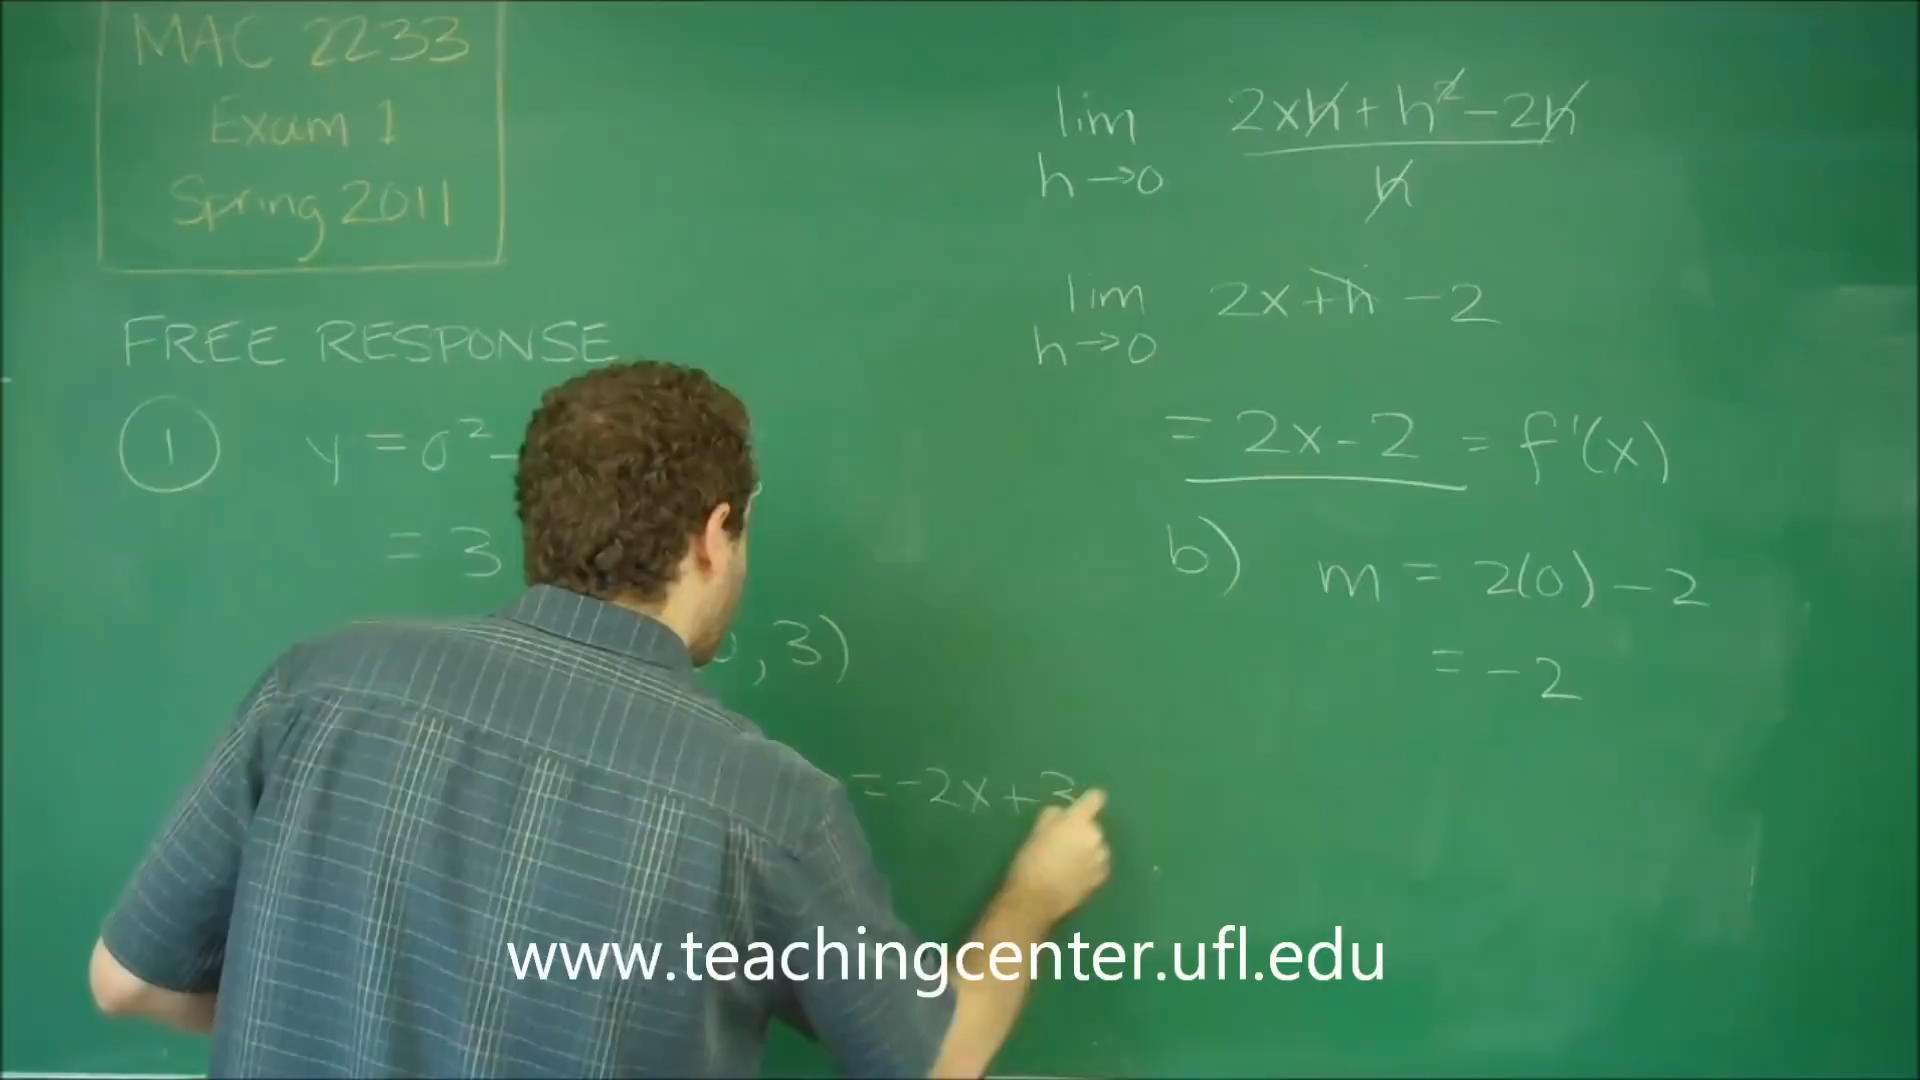 MAC 2233
Exam 1
Spring 2011
FREE RESPONSE
1 y = 0² -
= 3
, 3)
= -2x + 3
lim h→0 2xh + h² - 2h / h
lim h→0 2x + h - 2
= 2x - 2 = f'(x)
b) m = 2(0) - 2
= -2
www.teachingcenter.ufl.edu